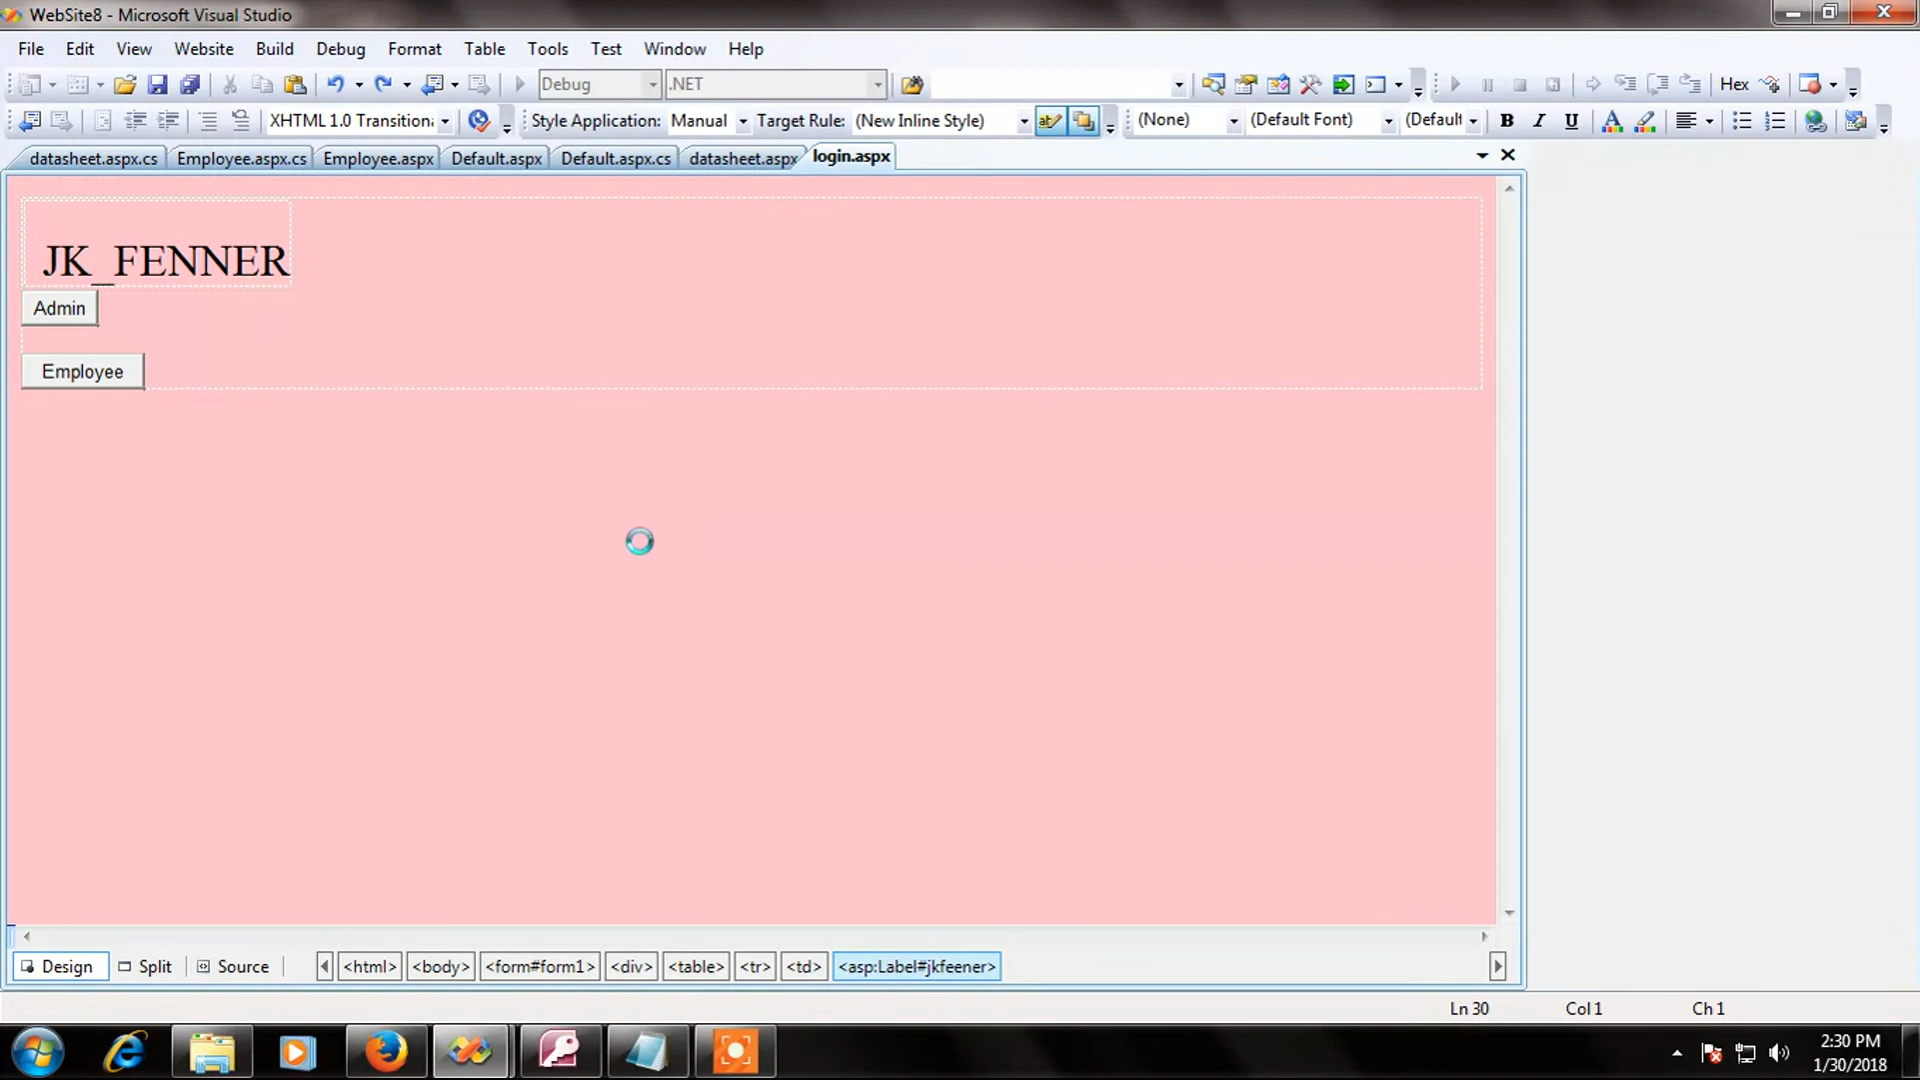 WebSite8 - Microsoft Visual Studio
File Edit View Website Build Debug Format Table Tools Test Window Help
Debug .NET Hex
XHTML 1.0 Transition Style Application: Manual Target Rule: (New Inline Style) (None) (Default Font) (Default B I U
datasheet.aspx.cs Employee.aspx.cs Employee.aspx Default.aspx Default.aspx.cs datasheet.aspx login.aspx
JK_FENNER
Admin
Employee
Design Split Source <html> <body> <form#form1> <div> <table> <tr> <td> <asp:Label#jkfeener>
Ln 30 Col 1 Ch 1
2:30 PM
1/30/2018